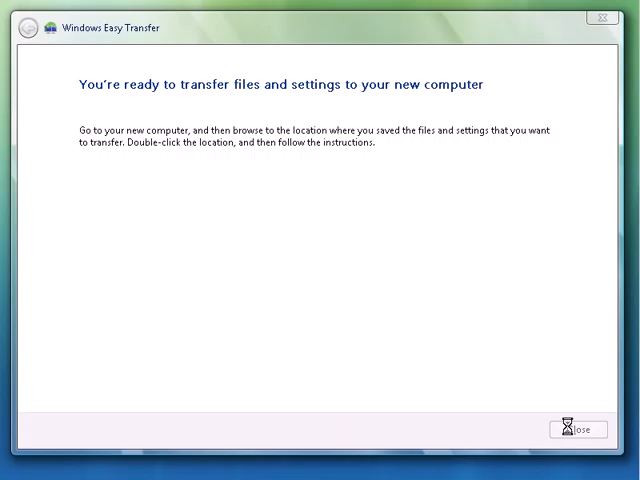 Windows Easy Transfer
You're ready to transfer files and settings to your new computer
Go to your new computer, and then browse to the location where you saved the files and settings that you want
to transfer. Double-click the location, and then follow the instructions.